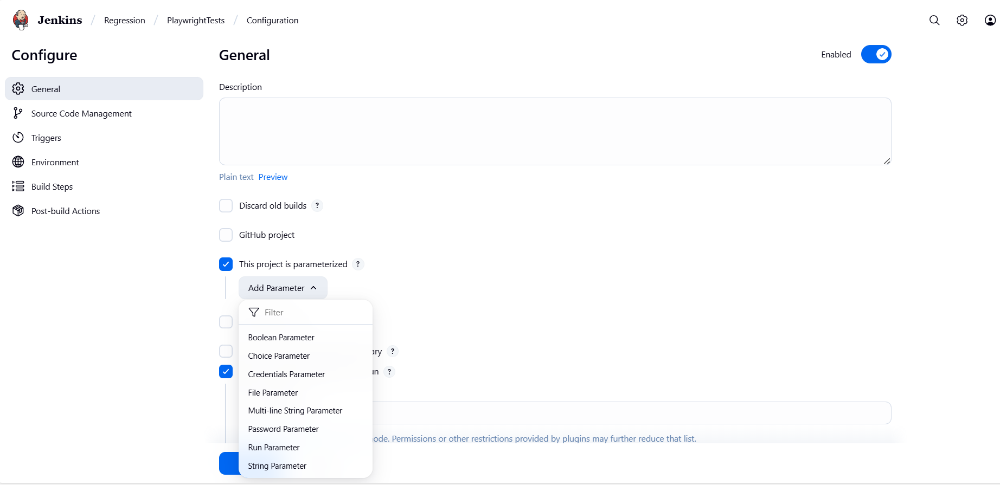 Jenkins / Regression / PlaywrightTests / Configuration
Configure
General
Source Code Management
Triggers
Environment
Build Steps
Post-build Actions
General
Enabled
Description
Plain text Preview
Discard old builds ?
GitHub project
This project is parameterized ?
Add Parameter
Filter
Boolean Parameter
Choice Parameter
Credentials Parameter
File Parameter
Multi-line String Parameter
Password Parameter
Run Parameter
String Parameter
ary ?
un ?
ode. Permissions or other restrictions provided by plugins may further reduce that list.